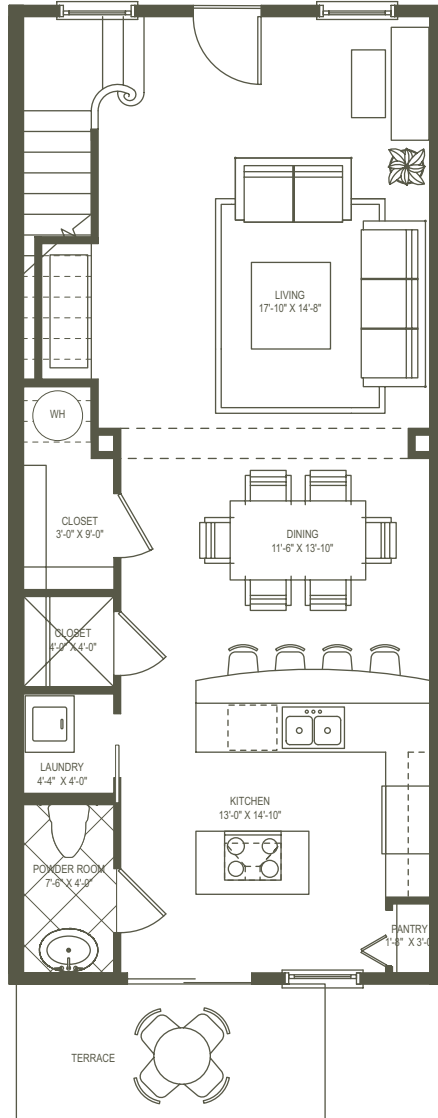 LIVING
17'-10" X 14'-8"
WH
CLOSET
3'-0" X 9'-0"
DINING
11'-6" X 13'-10"
CLOSET
4'-0" X 4'-0"
LAUNDRY
4'-4" X 4'-0"
KITCHEN
13'-0" X 14'-10"
POWDER ROOM
7'-6" X 4'-0"
PANTRY
1'-8" X 3'-0"
TERRACE